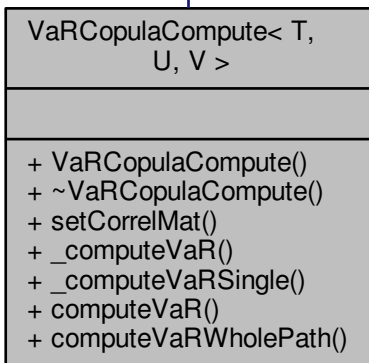 VaRCopulaCompute< T,
U, V >
+ VaRCopulaCompute()
+ ~VaRCopulaCompute()
+ setCorrelMat()
+ _computeVaR()
+ _computeVaRSingle()
+ computeVaR()
+ computeVaRWholePath()